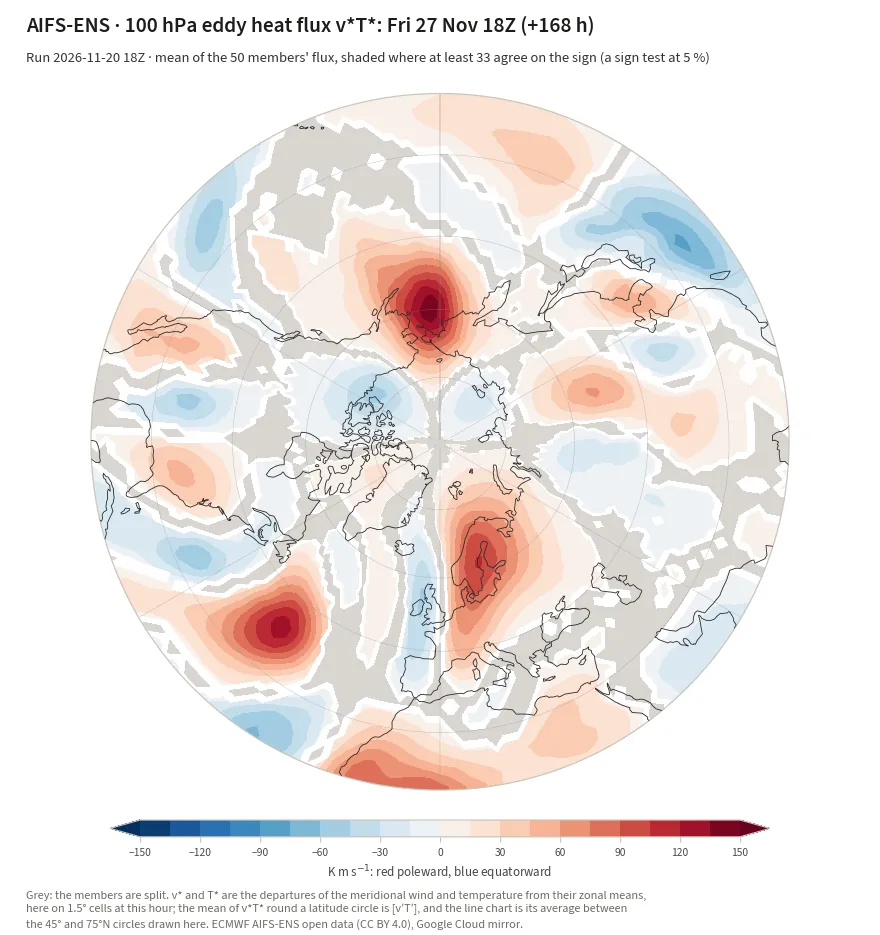 AIFS-ENS · 100 hPa eddy heat flux v*T*: Fri 27 Nov 18Z (+168 h)
Run 2026-11-20 18Z · mean of the 50 members' flux, shaded where at least 33 agree on the sign (a sign test at 5 %)
−150 −120 −90 −60 −30 0 30 60 90 120 150
K m s⁻¹: red poleward, blue equatorward
Grey: the members are split. v* and T* are the departures of the meridional wind and temperature from their zonal means,
here on 1.5° cells at this hour; the mean of v*T* round a latitude circle is [v′T′], and the line chart is its average between
the 45° and 75°N circles drawn here. ECMWF AIFS-ENS open data (CC BY 4.0), Google Cloud mirror.